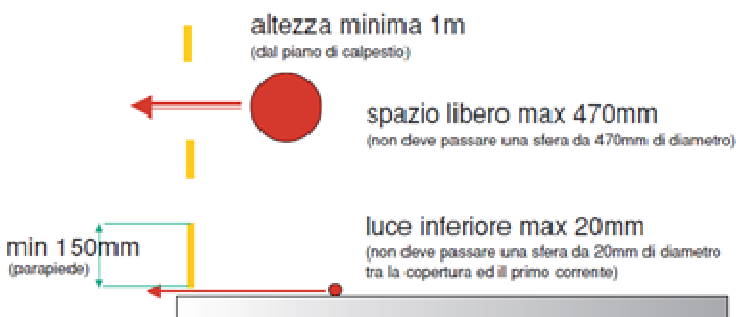 altezza minima 1m
(dal piano di calpestio)
spazio libero max 470mm
(non deve passare una sfera da 470mm di diametro)
min 150mm
(parapiede)
luce inferiore max 20mm
(non deve passare una sfera da 20mm di diametro
tra la copertura ed ill primo corrente)